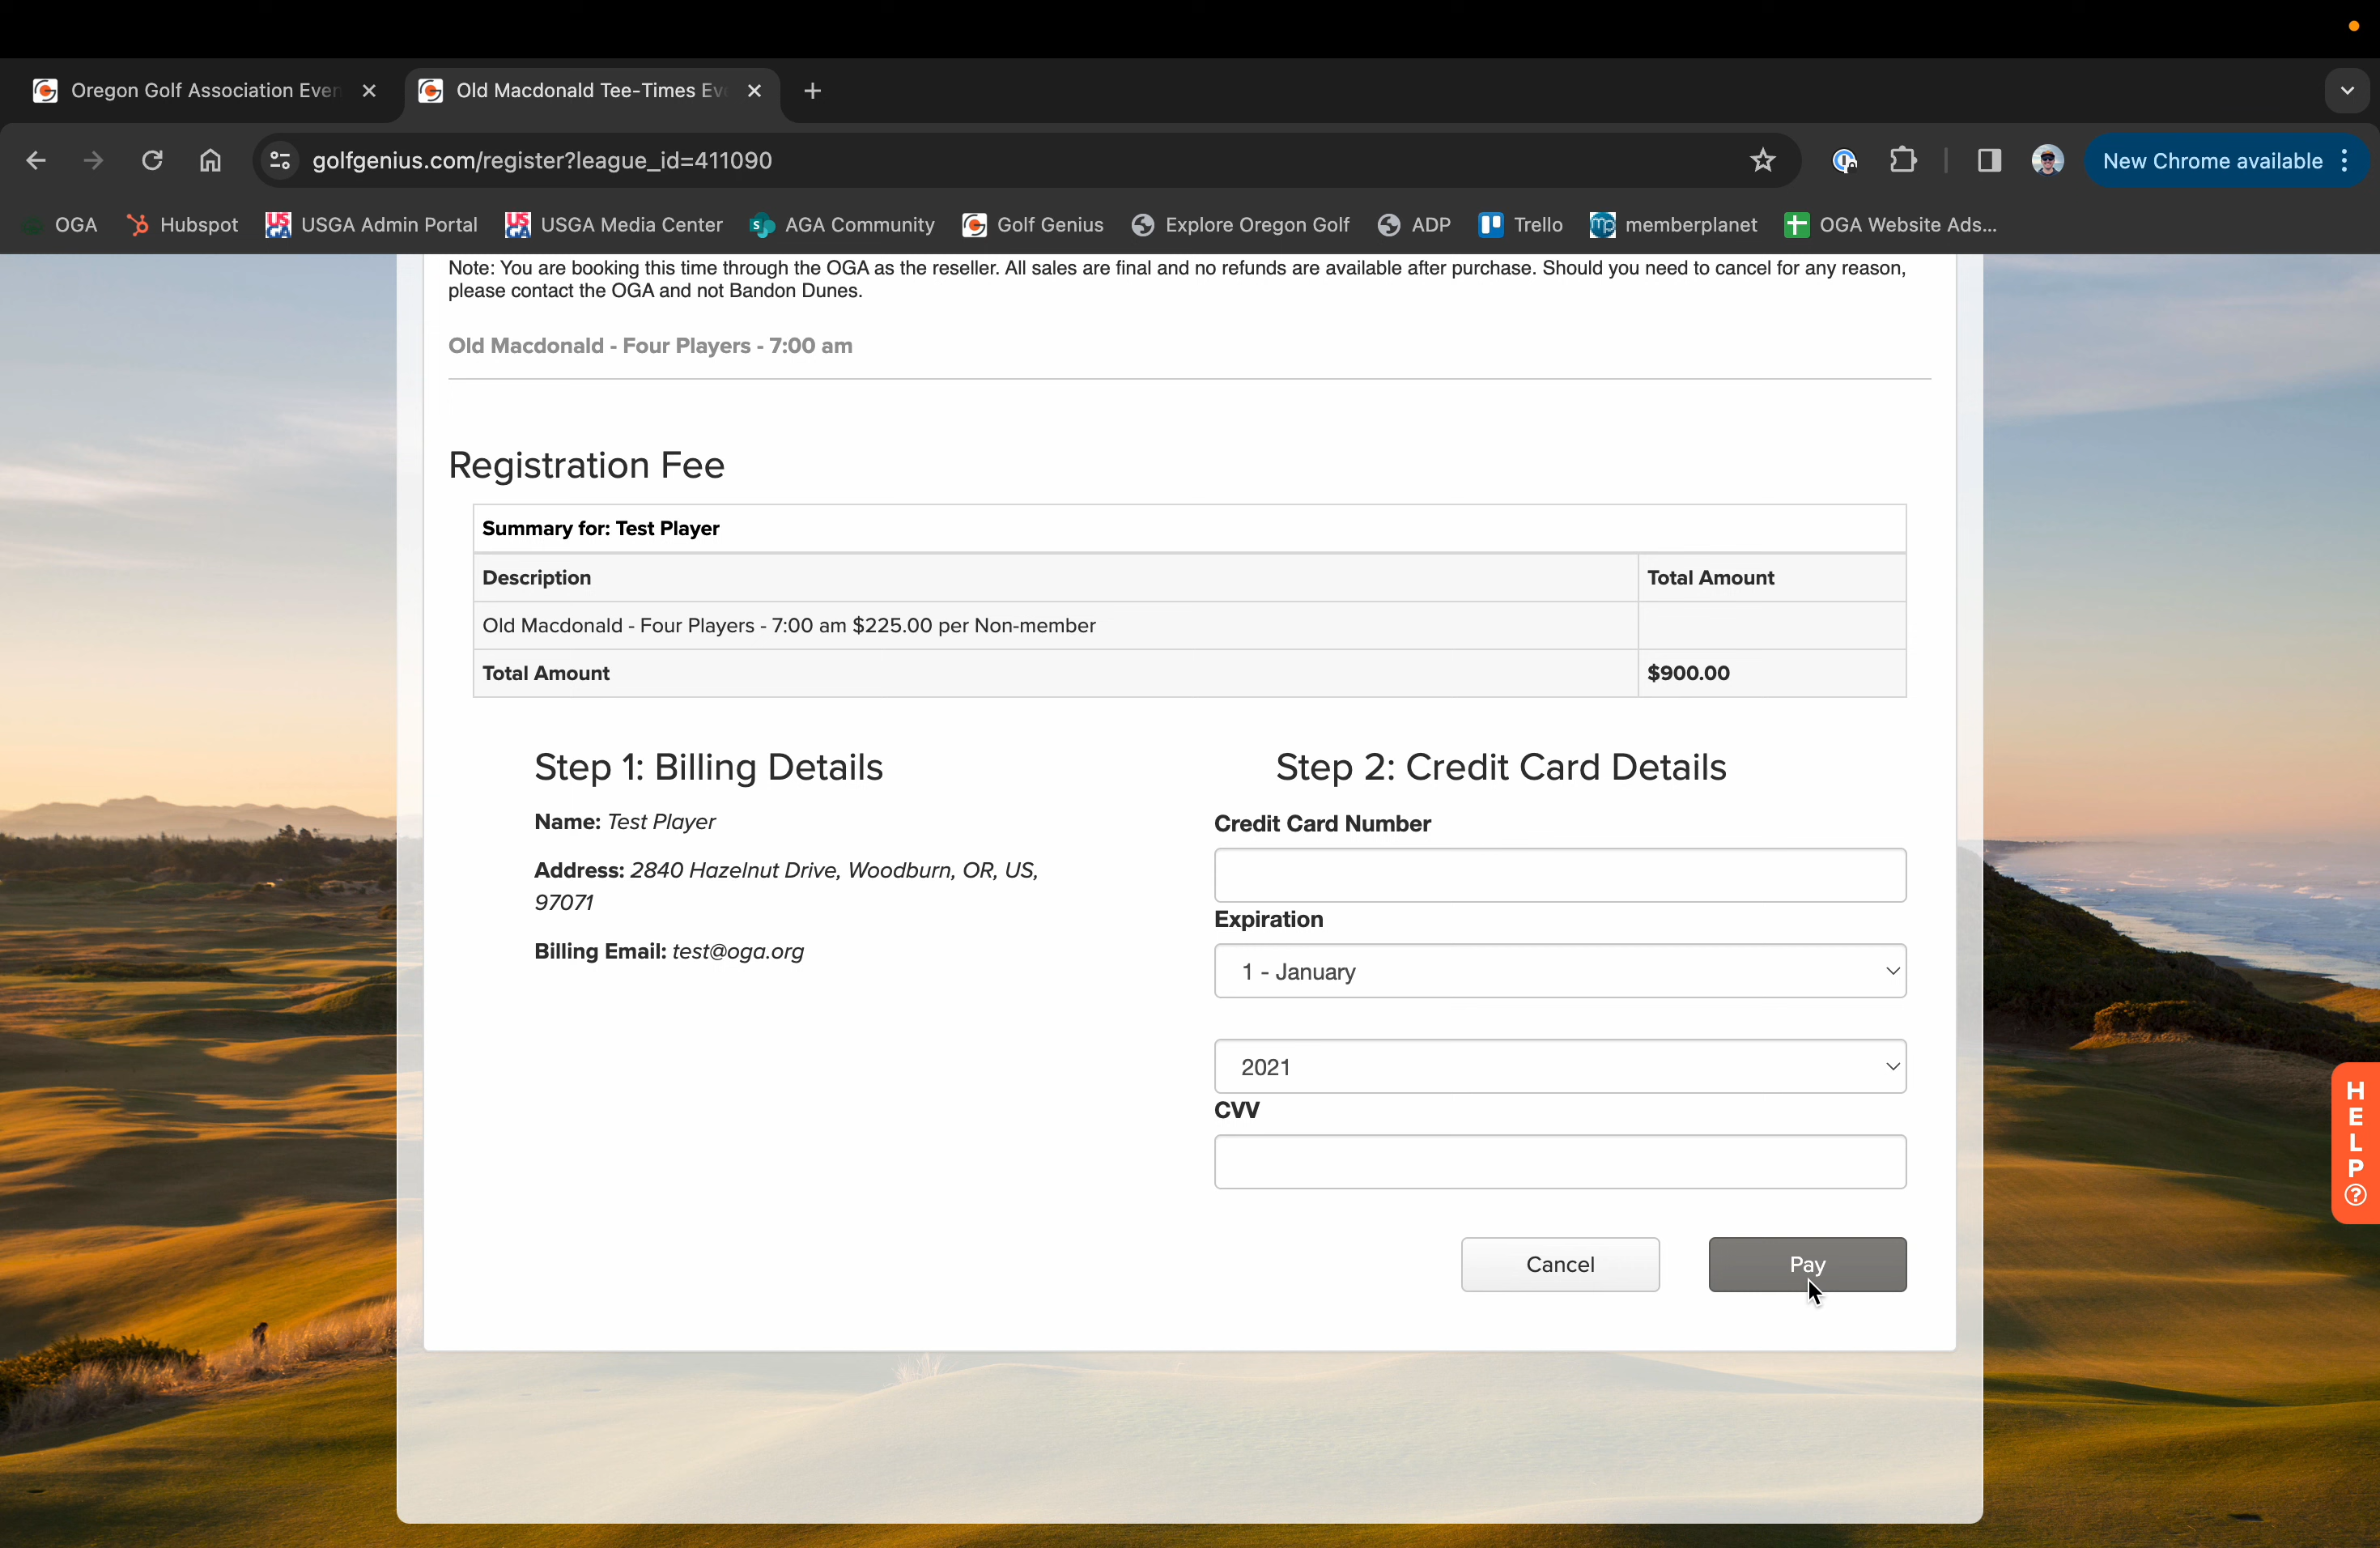 Oregon Golf Association Even
Old Macdonald Tee-Times Eve
golfgenius.com/register?league_id=411090
New Chrome available
OGA
Hubspot
USGA Admin Portal
USGA Media Center
AGA Community
Golf Genius
Explore Oregon Golf
ADP
Trello
memberplanet
OGA Website Ads...
Note: You are booking this time through the OGA as the reseller. All sales are final and no refunds are available after purchase. Should you need to cancel for any reason,
please contact the OGA and not Bandon Dunes.
Old Macdonald - Four Players - 7:00 am
Registration Fee
Summary for: Test Player
Description Total Amount
Old Macdonald - Four Players - 7:00 am $225.00 per Non-member
Total Amount $900.00
Step 1: Billing Details
Name: Test Player
Address: 2840 Hazelnut Drive, Woodburn, OR, US,
97071
Billing Email: test@oga.org
Step 2: Credit Card Details
Credit Card Number
Expiration
1 - January
2021
CVV
Cancel
Pay
HELP?